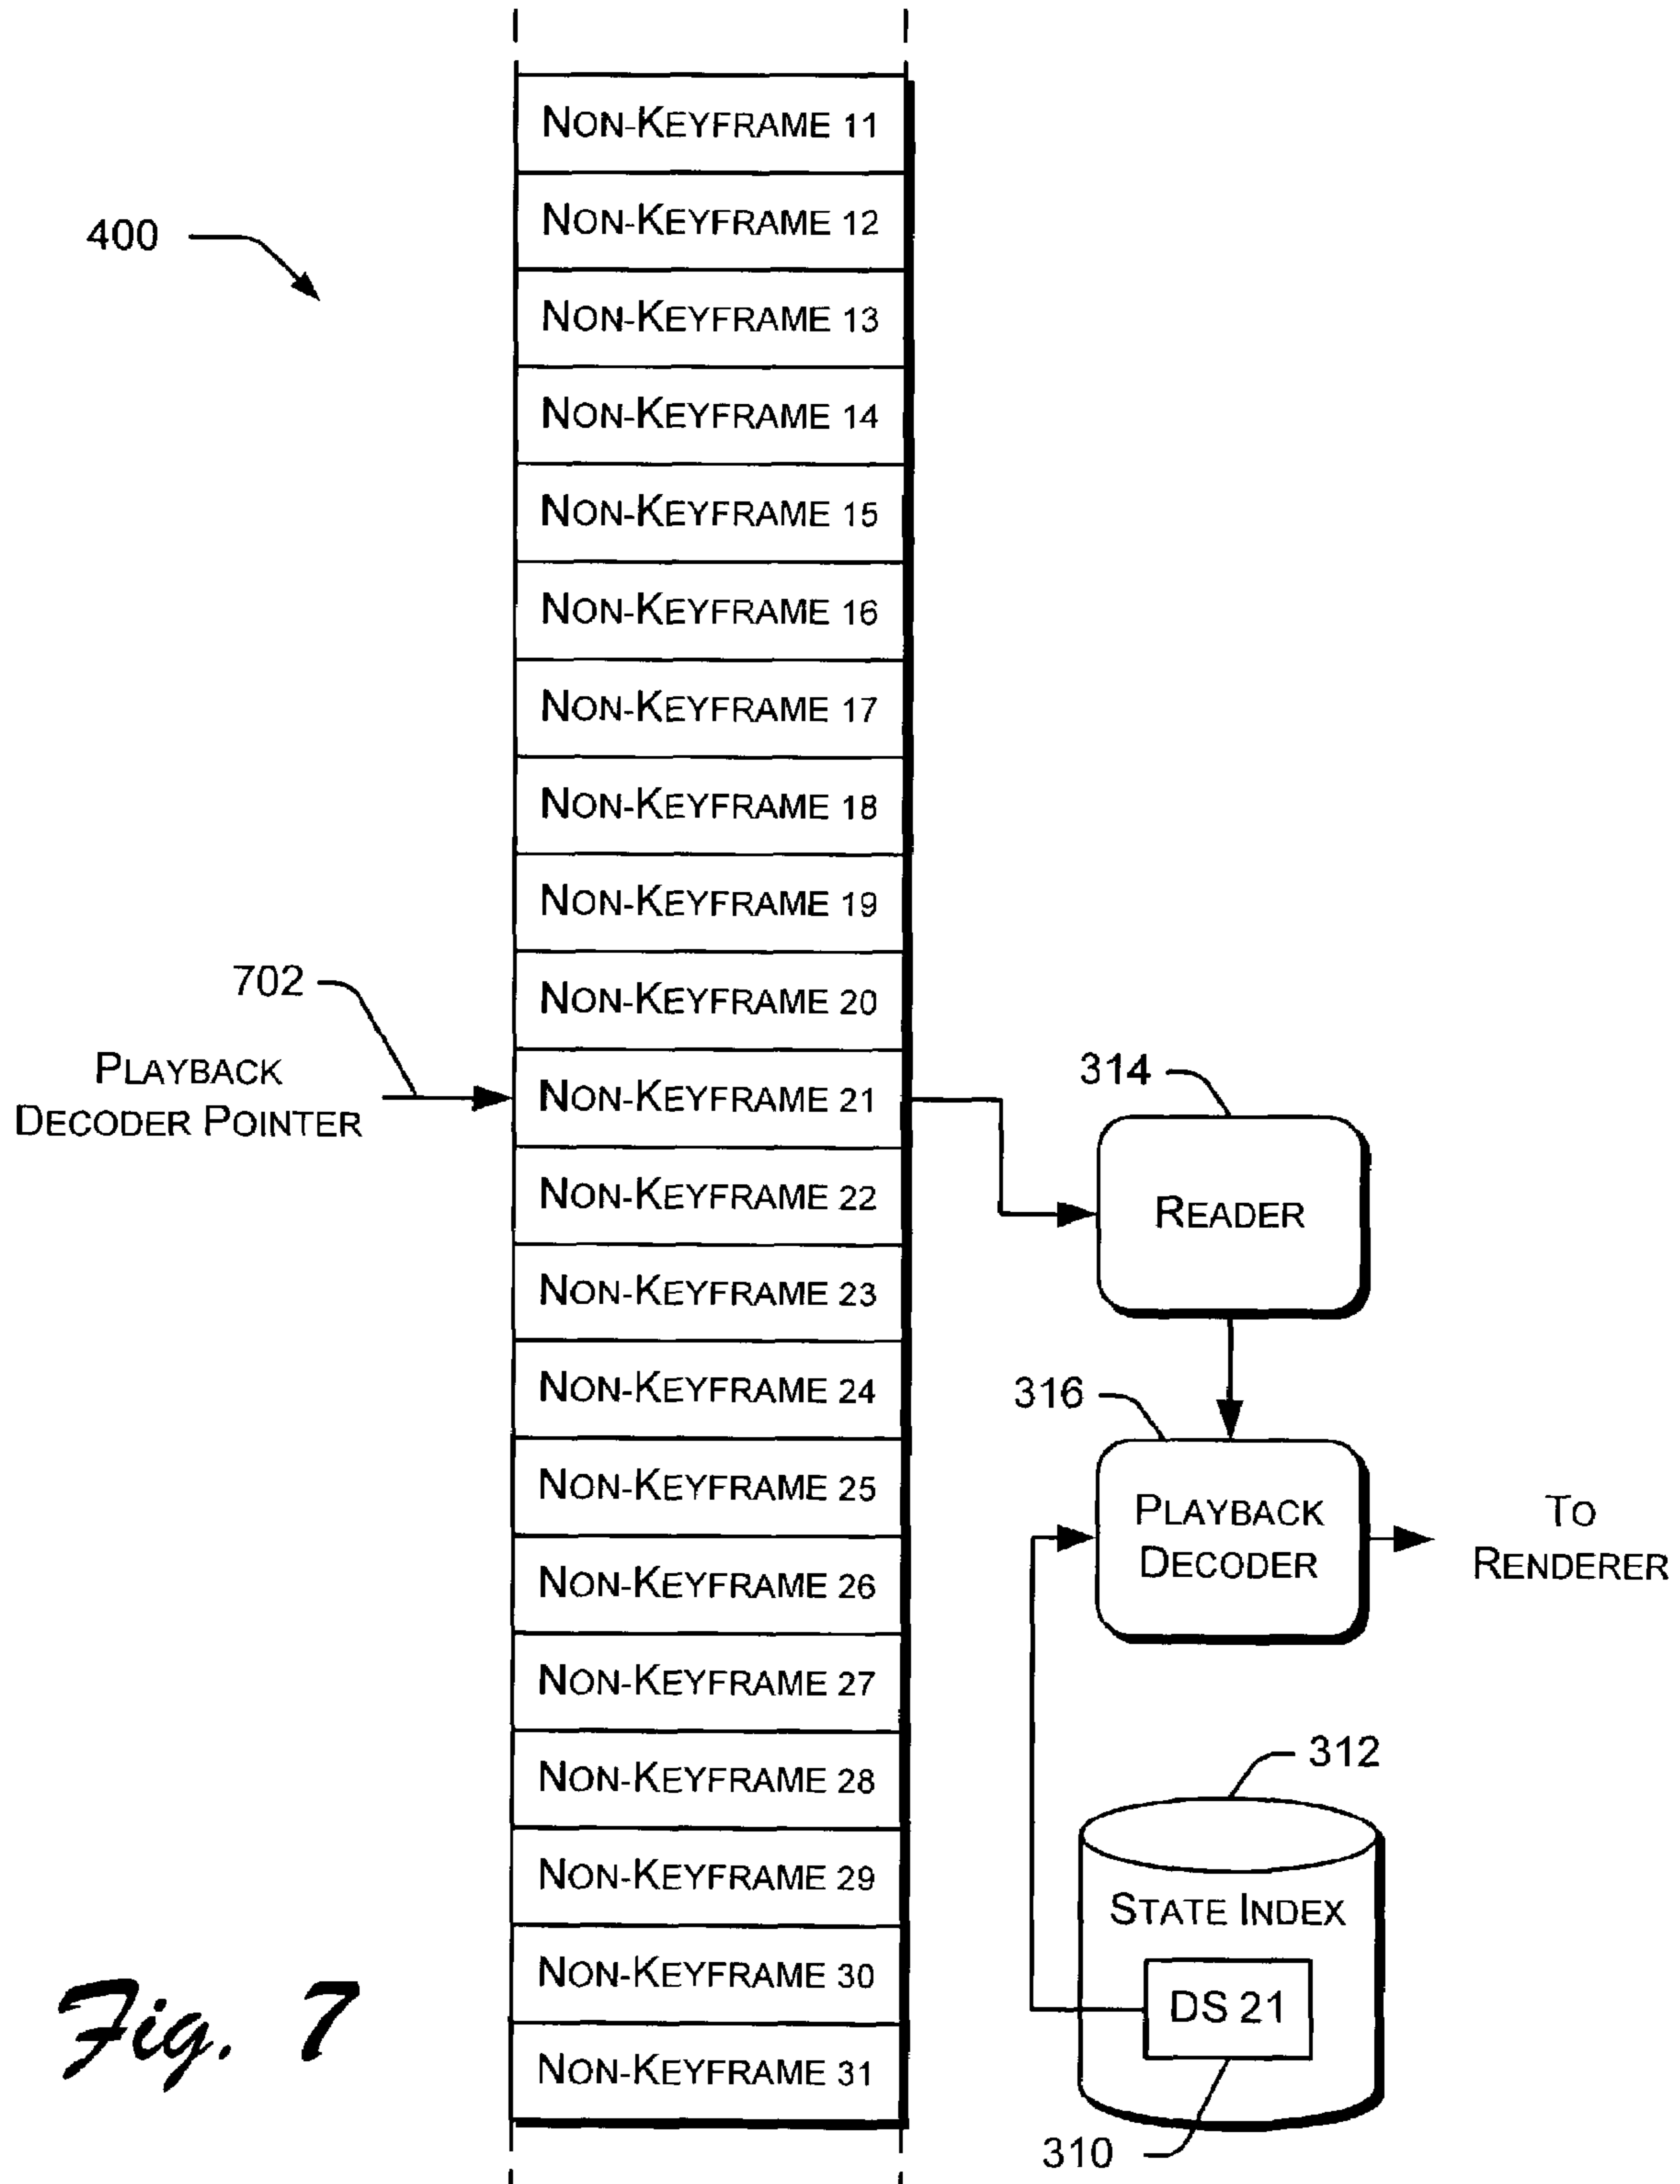 NON-KEYFRAME 11
NON-KEYFRAME 12
400
NON-KEYFRAME 13
NON-KEYFRAME 14
NON-KEYFRAME 15
NON-KEYFRAME 16
NON-KEYFRAME 17
NON-KEYFRAME 18
NON-KEYFRAME 19
NON-KEYFRAME 20
702
PLAYBACK
DECODER POINTER
NON-KEYFRAME 21
NON-KEYFRAME 22
NON-KEYFRAME 23
NON-KEYFRAME 24
NON-KEYFRAME 25
NON-KEYFRAME 26
NON-KEYFRAME 27
NON-KEYFRAME 28
NON-KEYFRAME 29
NON-KEYFRAME 30
NON-KEYFRAME 31
314
READER
316
PLAYBACK
DECODER
TO
RENDERER
312
STATE INDEX
DS 21
310
Fig. 7